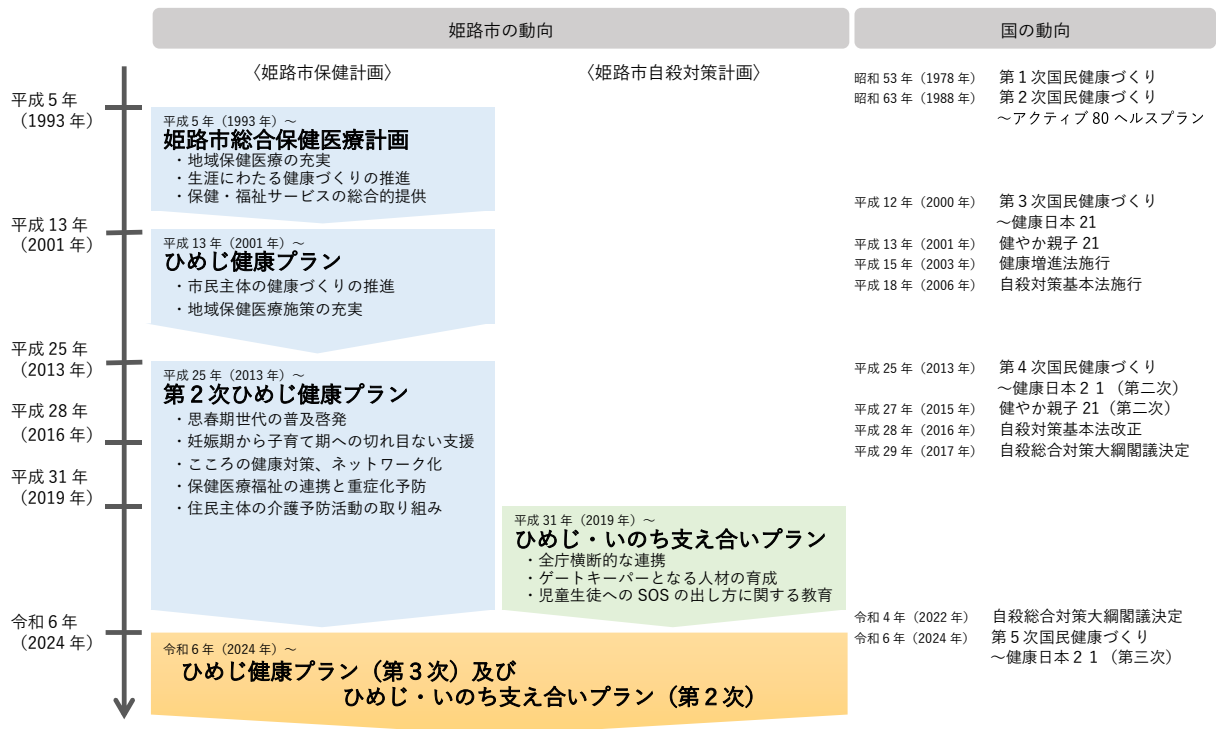 姫路市の動向
国の動向
〈姫路市保健計画〉
〈姫路市自殺対策計画〉
平成５年
（1993 年）
平成 13 年
（2001 年）
平成 25 年
（2013 年）
平成 28 年
（2016 年）
平成 31 年
（2019 年）
令和６年
（2024 年）
平成５年（1993 年）～
姫路市総合保健医療計画
・地域保健医療の充実
・生涯にわたる健康づくりの推進
・保健・福祉サービスの総合的提供
平成 13 年（2001 年）～
ひめじ健康プラン
・市民主体の健康づくりの推進
・地域保健医療施策の充実
平成 25 年（2013 年）～
第２次ひめじ健康プラン
・思春期世代の普及啓発
・妊娠期から子育て期への切れ目ない支援
・こころの健康対策、ネットワーク化
・保健医療福祉の連携と重症化予防
・住民主体の介護予防活動の取り組み
平成 31 年（2019 年）～
ひめじ・いのち支え合いプラン
・全庁横断的な連携
・ゲートキーパーとなる人材の育成
・児童生徒への SOS の出し方に関する教育
令和６年（2024 年）～
ひめじ健康プラン（第３次）及び
ひめじ・いのち支え合いプラン（第２次）
昭和 53 年（1978 年） 第１次国民健康づくり
昭和 63 年（1988 年） 第２次国民健康づくり
～アクティブ 80 ヘルスプラン
平成 12 年（2000 年） 第３次国民健康づくり
～健康日本 21
平成 13 年（2001 年） 健やか親子 21
平成 15 年（2003 年） 健康増進法施行
平成 18 年（2006 年） 自殺対策基本法施行
平成 25 年（2013 年） 第４次国民健康づくり
～健康日本２１（第二次）
平成 27 年（2015 年） 健やか親子 21（第二次）
平成 28 年（2016 年） 自殺対策基本法改正
平成 29 年（2017 年） 自殺総合対策大綱閣議決定
令和４年（2022 年） 自殺総合対策大綱閣議決定
令和６年（2024 年） 第５次国民健康づくり
～健康日本２１（第三次）